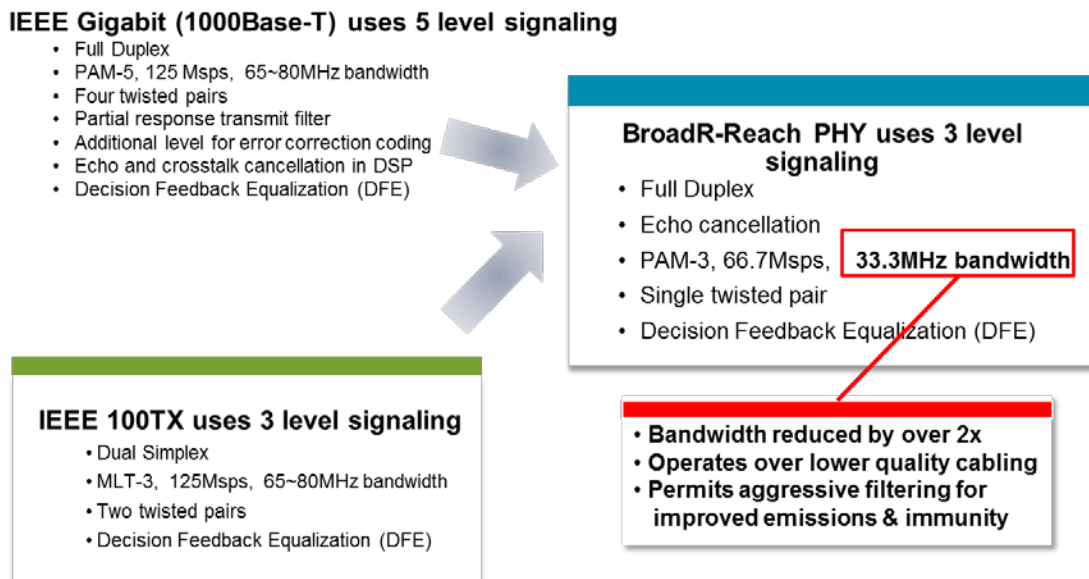 IEEE Gigabit (1000Base-T) uses 5 level signaling
• Full Duplex
• PAM-5, 125 Msps, 65~80MHz bandwidth
• Four twisted pairs
• Partial response transmit filter
• Additional level for error correction coding
• Echo and crosstalk cancellation in DSP
• Decision Feedback Equalization (DFE)
BroadR-Reach PHY uses 3 level
signaling
• Full Duplex
• Echo cancellation
• PAM-3, 66.7Msps, 33.3MHz bandwidth
• Single twisted pair
• Decision Feedback Equalization (DFE)
IEEE 100TX uses 3 level signaling
• Dual Simplex
• MLT-3, 125Msps, 65~80MHz bandwidth
• Two twisted pairs
• Decision Feedback Equalization (DFE)
• Bandwidth reduced by over 2x
• Operates over lower quality cabling
• Permits aggressive filtering for
improved emissions & immunity